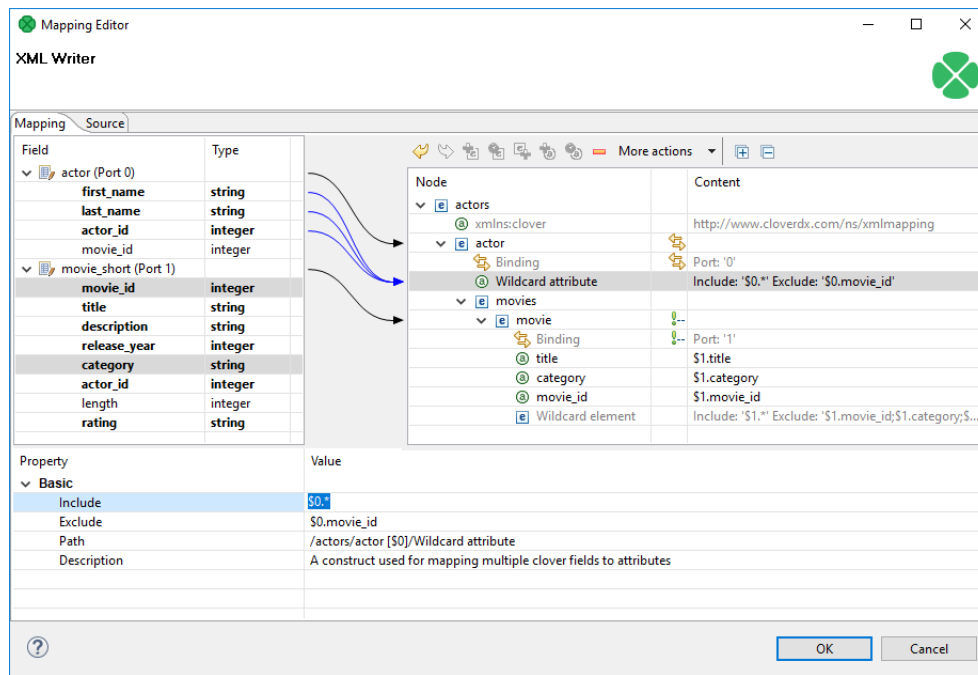 Mapping Editor
XML Writer
Mapping Source
Field Type
actor (Port 0)
first_name string
last_name string
actor_id integer
movie_id integer
movie_short (Port 1)
movie_id integer
title string
description string
release_year integer
category string
actor_id integer
length integer
rating string
More actions
Node Content
actors
xmlns:clover http://www.cloverdx.com/ns/xmlmapping
actor
Binding Port: '0'
Wildcard attribute Include: '$0.*' Exclude: '$0.movie_id'
movies
movie
Binding Port: '1'
title $1.title
category $1.category
movie_id $1.movie_id
Wildcard element Include: '$1.*' Exclude: '$1.movie_id;$1.category;$...
Property Value
Basic
Include $0.*
Exclude $0.movie_id
Path /actors/actor [$0]/Wildcard attribute
Description A construct used for mapping multiple clover fields to attributes
OK Cancel